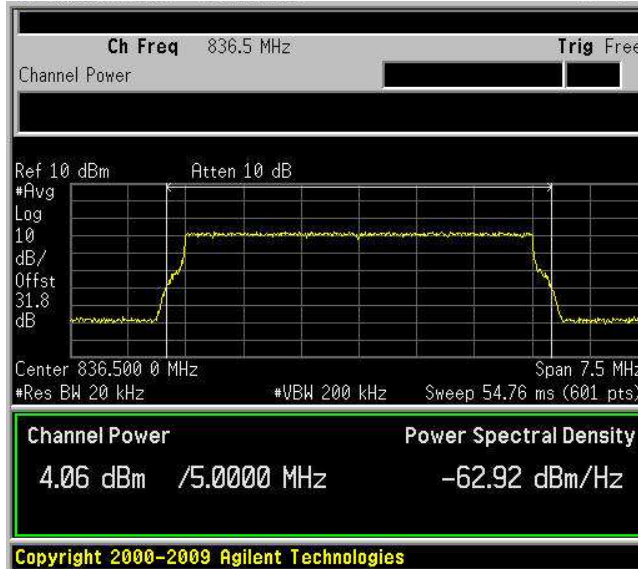 Ch Freq 836.5 MHz Trig Free
Channel Power
Ref 10 dBm Atten 10 dB
#Avg
Log
10
dB/
Offst
31.8
dB
Center 836.500 0 MHz Span 7.5 MHz
#Res BW 20 kHz #VBW 200 kHz Sweep 54.76 ms (601 pts)
Channel Power Power Spectral Density
4.06 dBm /5.0000 MHz -62.92 dBm/Hz
Copyright 2000-2009 Agilent Technologies